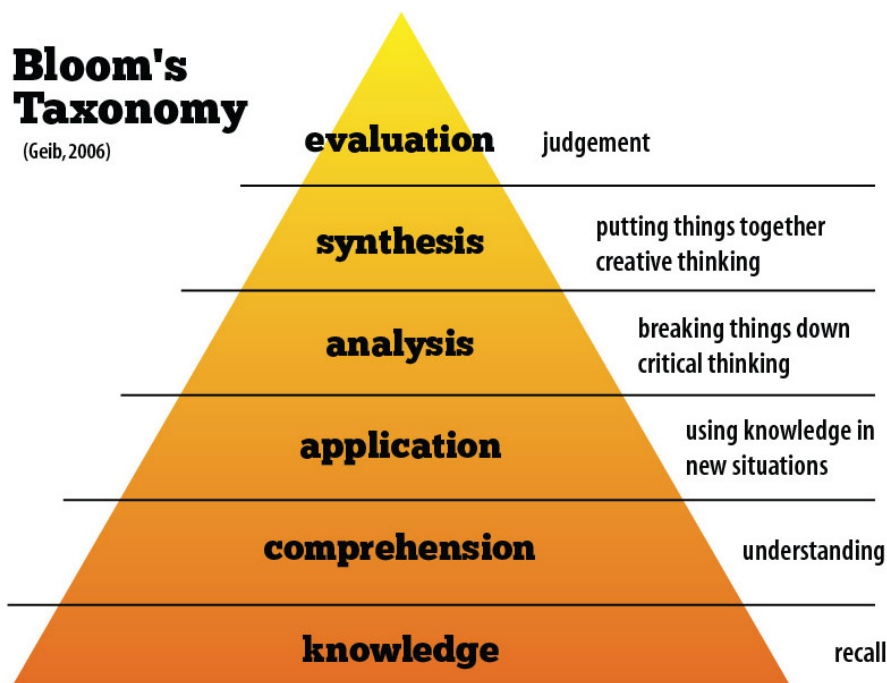 Bloom's
Taxonomy
(Geib, 2006)
evaluation
judgement
synthesis
putting things together
creative thinking
analysis
breaking things down
critical thinking
application
using knowledge in
new situations
comprehension
understanding
knowledge
recall